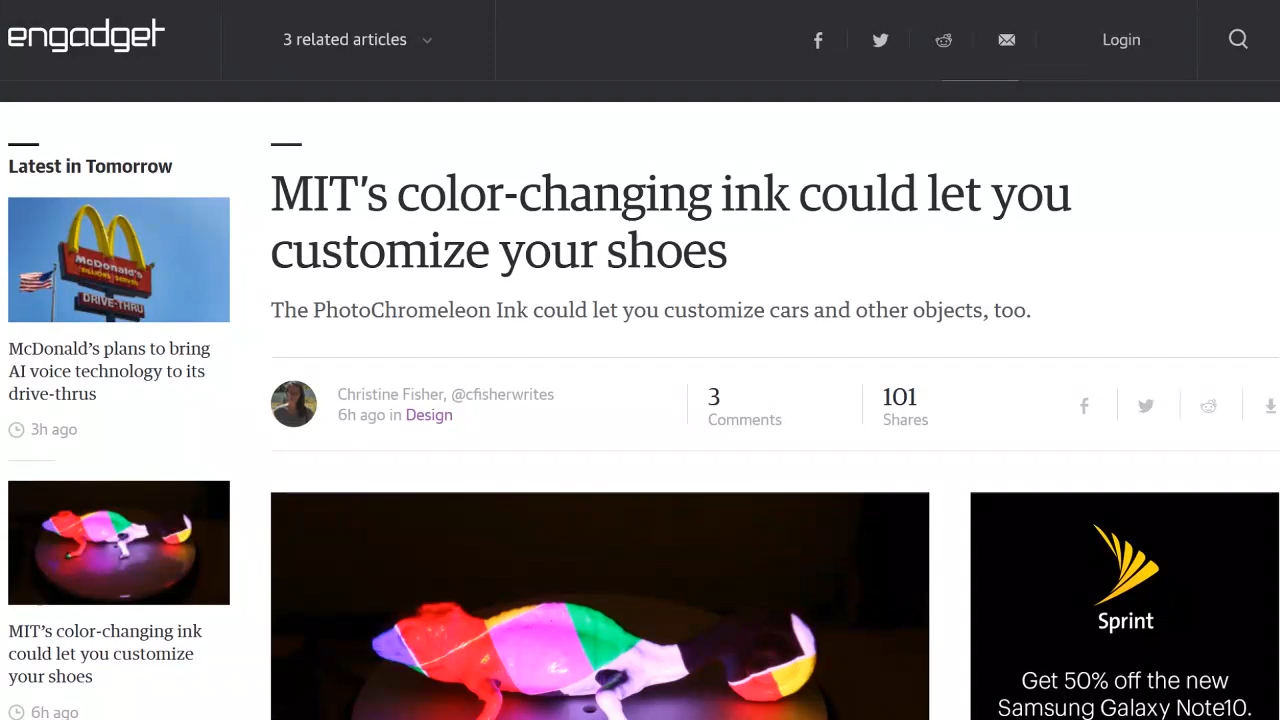 engadget
3 related articles
Login
Latest in Tomorrow
McDonald's
BILLIONS SERVED
DRIVE-THRU
McDonald's plans to bring
AI voice technology to its
drive-thrus
3h ago
MIT's color-changing ink
could let you customize
your shoes
6h ago
MIT's color-changing ink could let you
customize your shoes
The PhotoChromeleon Ink could let you customize cars and other objects, too.
Christine Fisher, @cfisherwrites
6h ago in Design
3
Comments
101
Shares
Sprint
Get 50% off the new
Samsung Galaxy Note10.